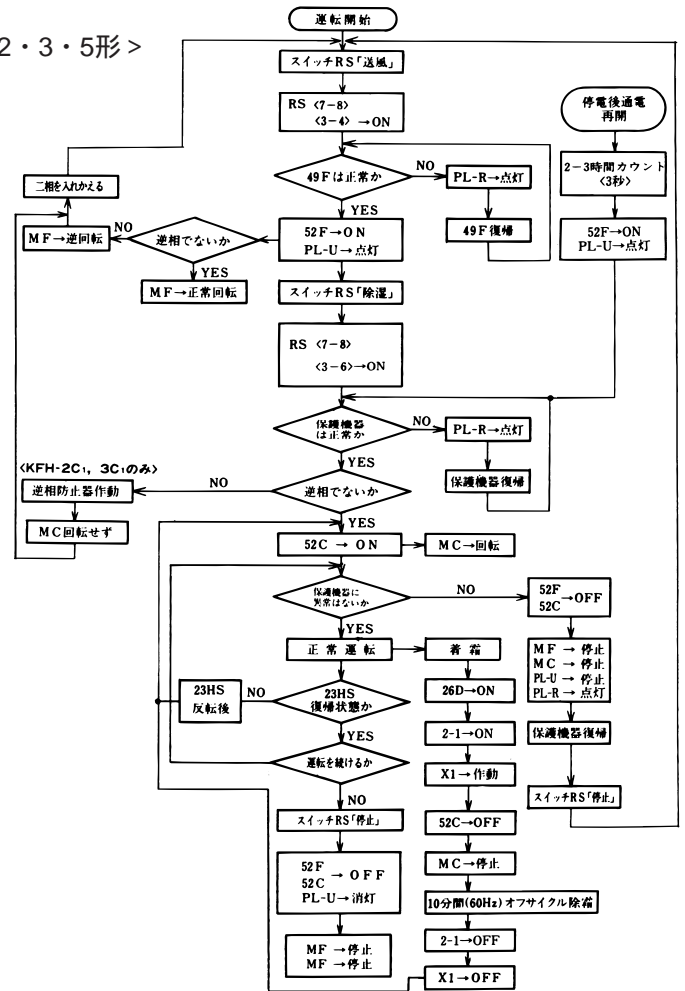 2・3・5形 >
運転開始
スイッチRS「送風」
RS 〈7-8〉
〈3-4〉→ON
49Fは正常か
NO
PL-R→点灯
49F復帰
YES
52F→ON
PL-U→点灯
逆相でないか
NO
MF→逆回転
二相を入れかえる
YES
MF→正常回転
停電後通電
再開
2-3時間カウント
〈3秒〉
52F→ON
PL-U→点灯
スイッチRS「除湿」
RS 〈7-8〉
〈3-6〉→ON
保護機器
は正常か
NO
PL-R→点灯
保護機器復帰
YES
逆相でないか
NO
〈KFH-2C₁, 3C₁のみ〉
逆相防止器作動
MC回転せず
YES
52C → ON
MC→回転
保護機器に
異常はないか
NO
52F
52C
→OFF
MF → 停止
MC → 停止
PL-U → 停止
PL-R → 点灯
保護機器復帰
スイッチRS「停止」
YES
正常運転
着霜
26D→ON
2-1→ON
X1→作動
52C→OFF
MC→停止
10分間(60Hz)オフサイクル除霜
2-1→OFF
X1→OFF
23HS
復帰状態か
NO
23HS
反転後
YES
運転を続けるか
NO
スイッチRS「停止」
52F
52C
→ OFF
PL-U→消灯
MF →停止
MF →停止